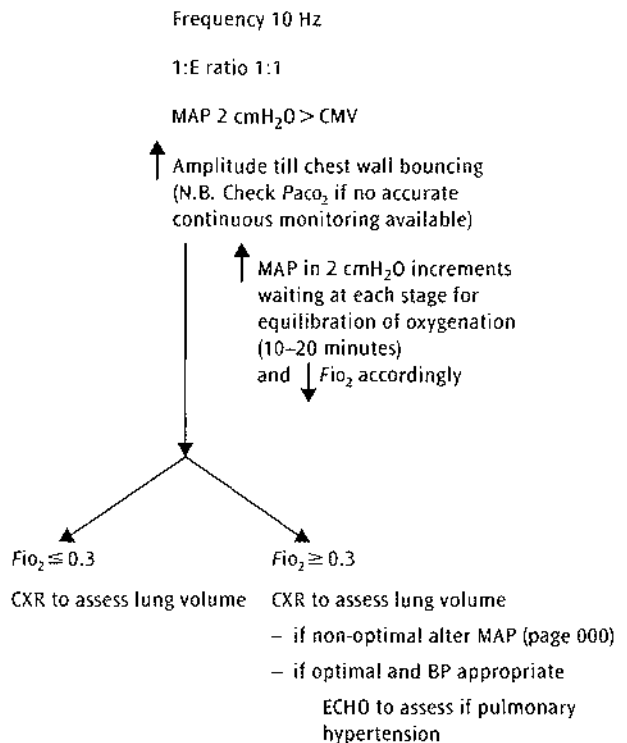 Frequency 10 Hz
1:E ratio 1:1
MAP 2 cmH₂O > CMV
Amplitude till chest wall bouncing
(N.B. Check Paco₂ if no accurate
continuous monitoring available)
MAP in 2 cmH₂O increments
waiting at each stage for
equilibration of oxygenation
(10–20 minutes)
and ↓ Fio₂ accordingly
Fio₂ ≤ 0.3
CXR to assess lung volume
Fio₂ ≥ 0.3
CXR to assess lung volume
– if non-optimal alter MAP (page 000)
– if optimal and BP appropriate
ECHO to assess if pulmonary
hypertension